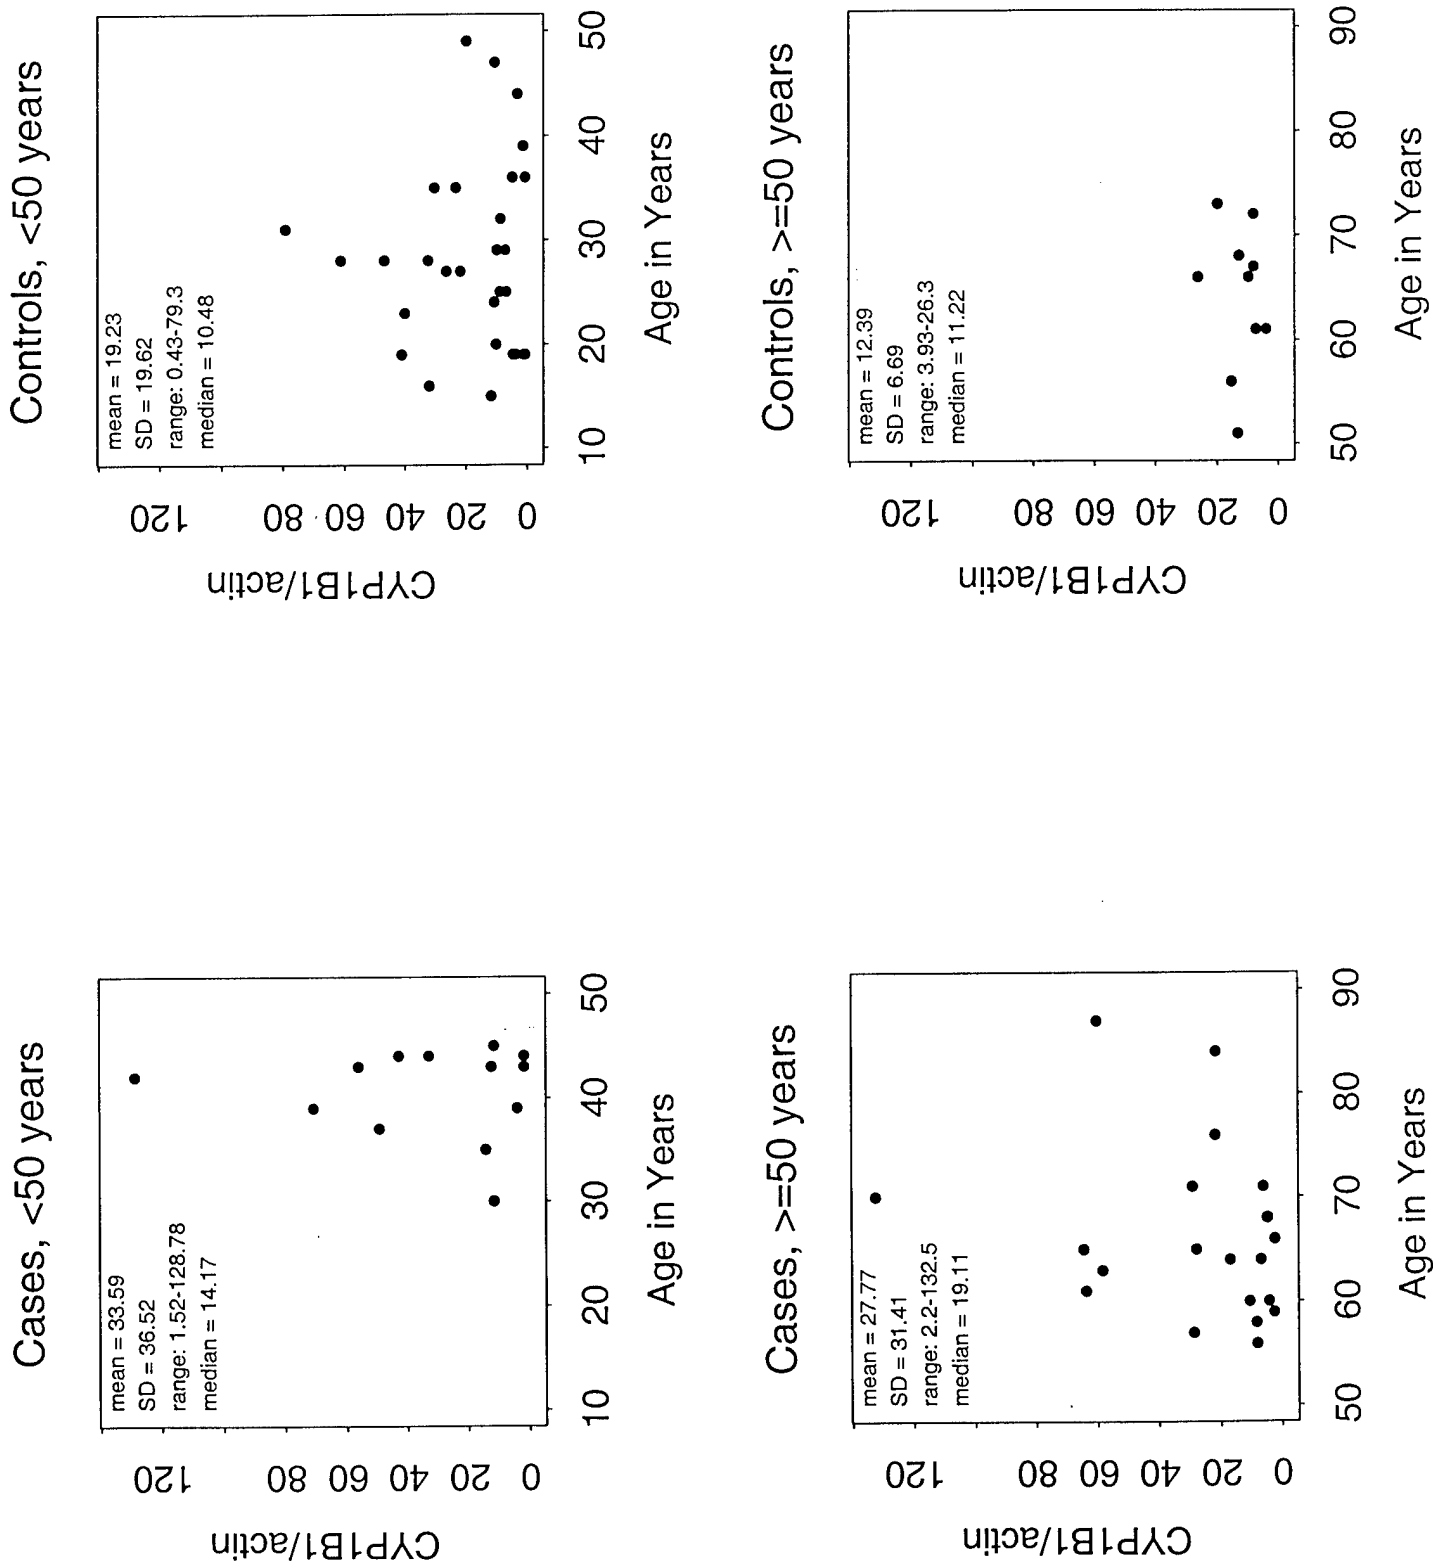 Cases, <50 years
mean = 33.59
SD = 36.52
range: 1.52-128.78
median = 14.17
CYP1B1/actin
120
80
60
40
20
0
10
20
30
40
50
Age in Years
Controls, <50 years
mean = 19.23
SD = 19.62
range: 0.43-79.3
median = 10.48
CYP1B1/actin
120
80
60
40
20
0
10
20
30
40
50
Age in Years
Cases, >=50 years
mean = 27.77
SD = 31.41
range: 2.2-132.5
median = 19.11
CYP1B1/actin
120
80
60
40
20
0
50
60
70
80
90
Age in Years
Controls, >=50 years
mean = 12.39
SD = 6.69
range: 3.93-26.3
median = 11.22
CYP1B1/actin
120
80
60
40
20
0
50
60
70
80
90
Age in Years